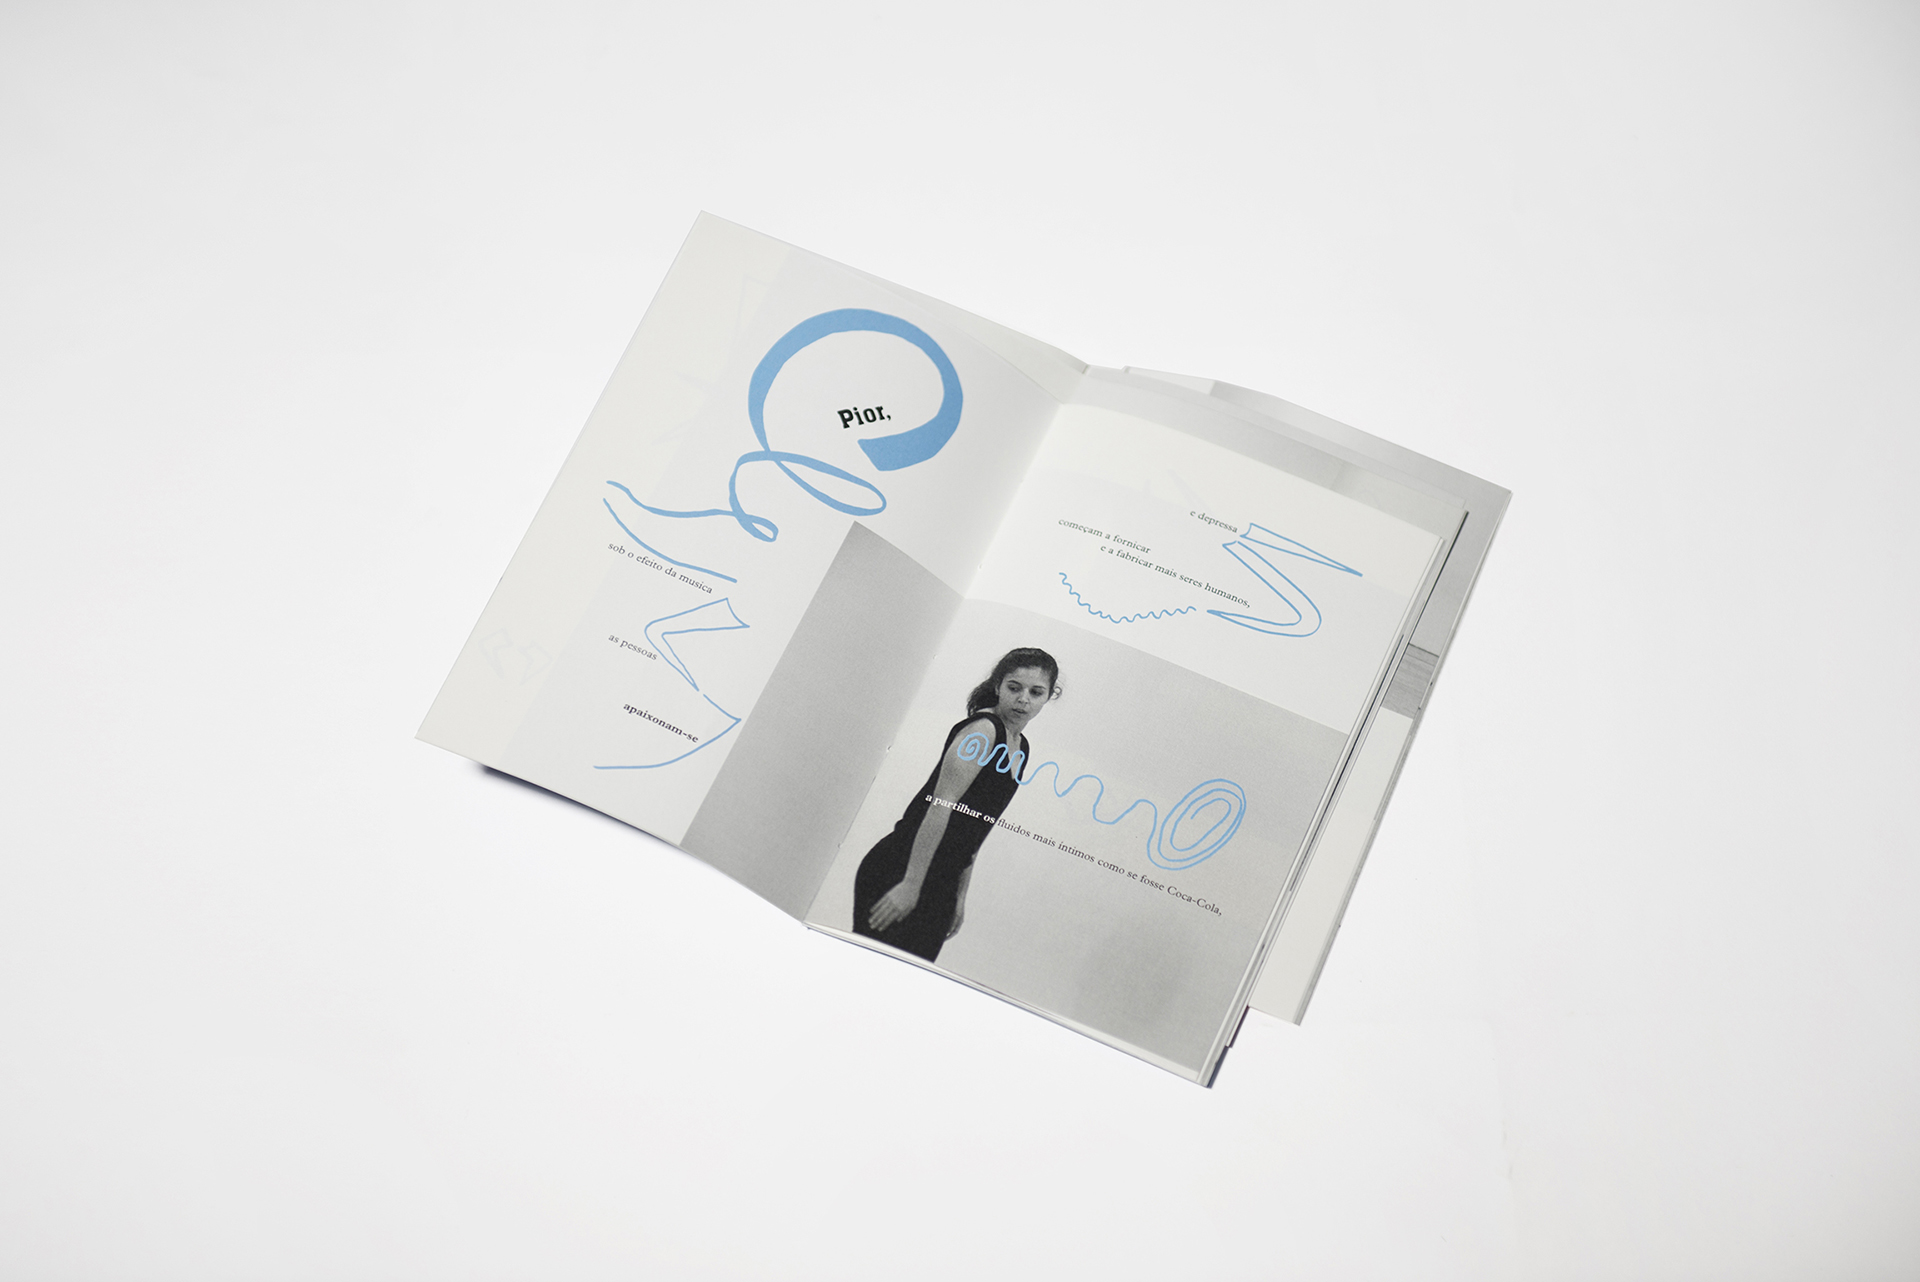 Pior,
sob o efeito da musica
as pessoas
apaixonam-se
e depressa
começam a fornicar
e a fabricar mais seres humanos,
a partilhar os fluidos mais íntimos como se fosse Coca-Cola,